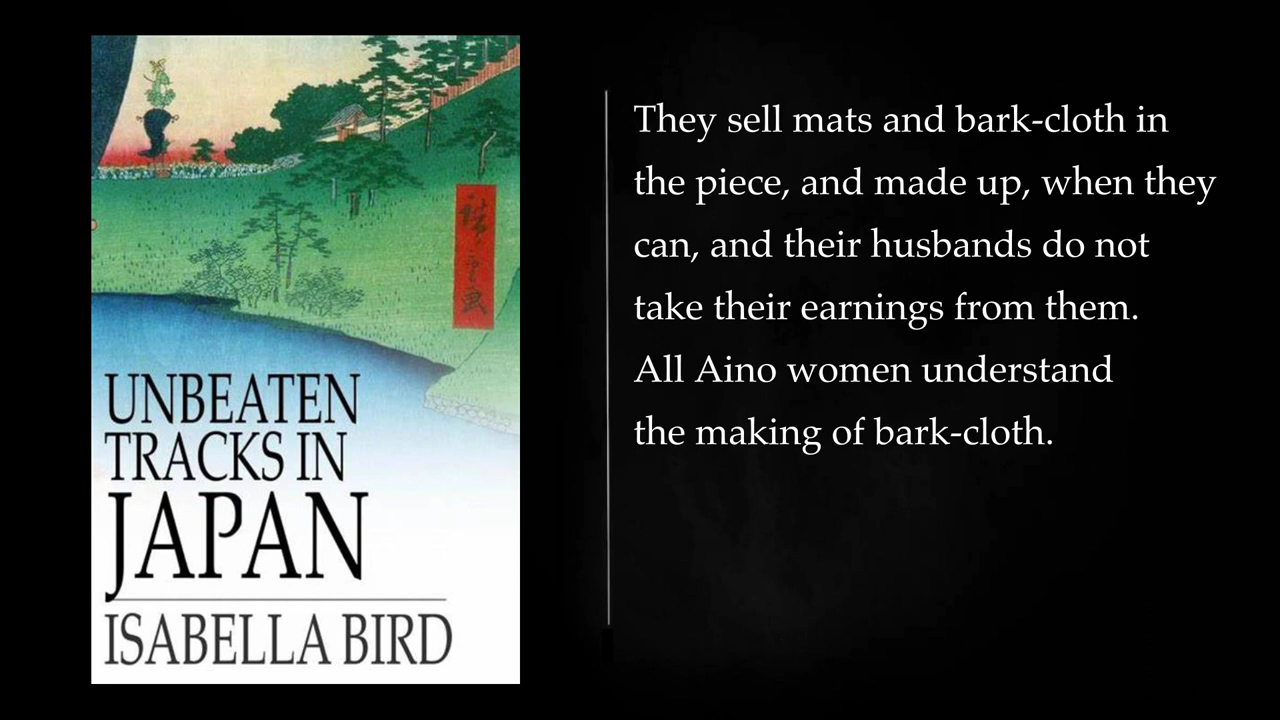 UNBEATEN
TRACKS IN
JAPAN
ISABELLA BIRD
They sell mats and bark-cloth in
the piece, and made up, when they
can, and their husbands do not
take their earnings from them.
All Aino women understand
the making of bark-cloth.